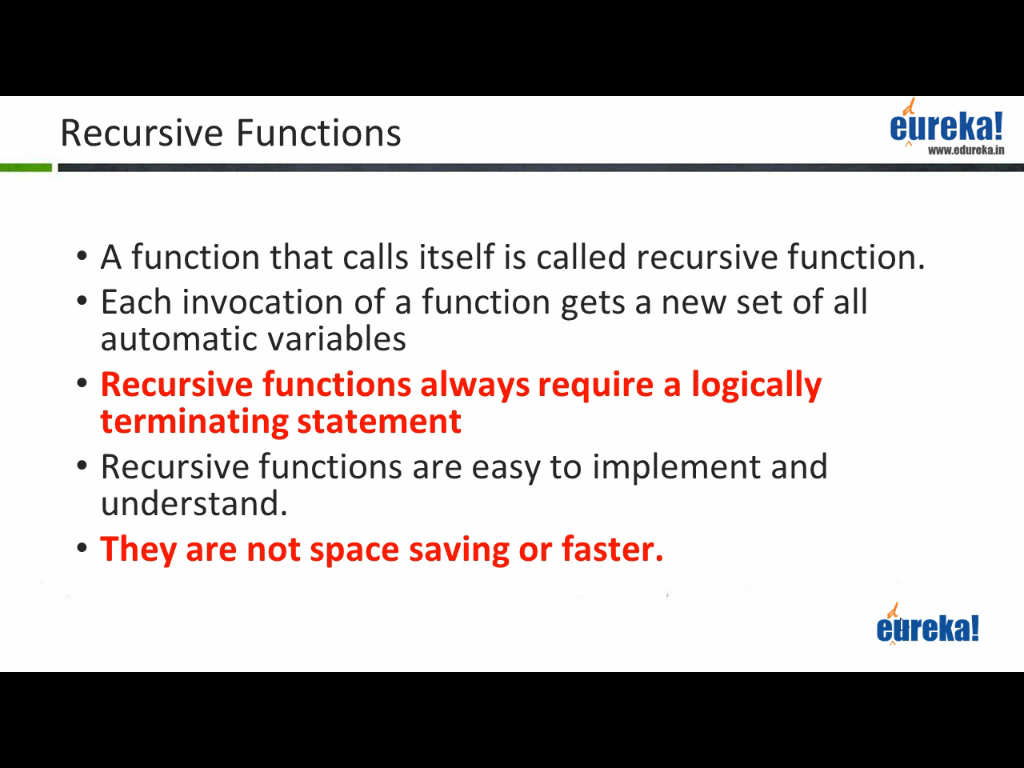 Recursive Functions
edureka!
www.edureka.in
• A function that calls itself is called recursive function.
• Each invocation of a function gets a new set of all
automatic variables
• Recursive functions always require a logically
terminating statement
• Recursive functions are easy to implement and
understand.
• They are not space saving or faster.
edureka!